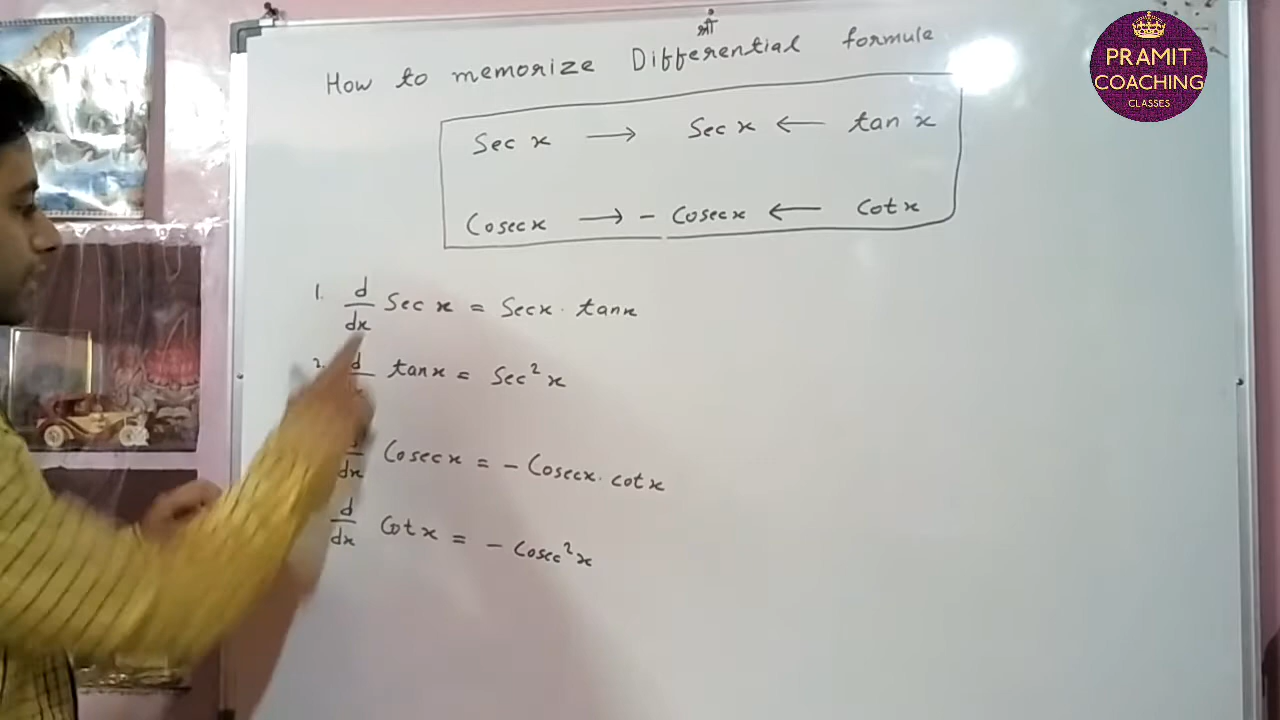 श्री
How to memorize Differential formule
Sec x → Sec x ← tan x
Cosec x → - Cosec x ← Cot x
1. d/dx Sec x = Sec x . tan x
2. d tan x = Sec² x
d/dx Cosec x = - Cosec x . cot x
d/dx Cot x = - Cosec² x
PRAMIT
COACHING
CLASSES